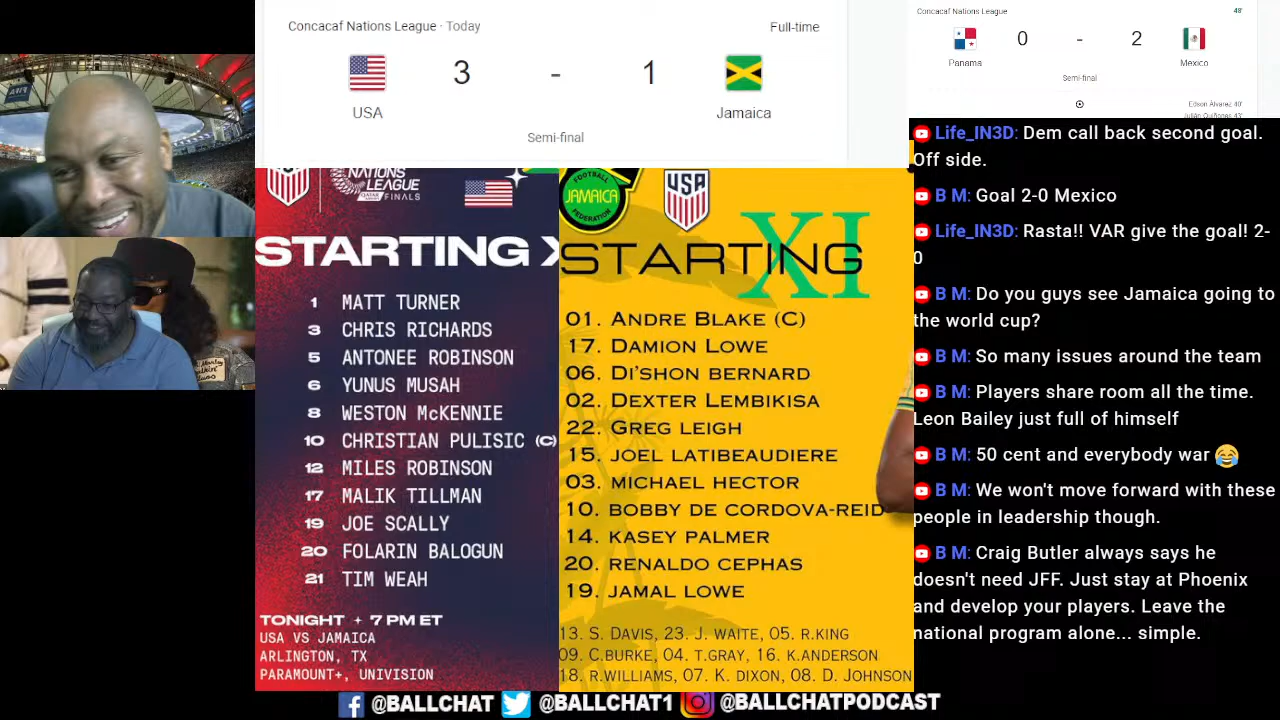 Concacaf Nations League · Today
Full-time
3 - 1
USA
Jamaica
Semi-final
Concacaf Nations League
48'
0 - 2
Panama
Mexico
Semi-final
Edson Álvarez 40'
Julián Quiñones 43'
NATIONS
LEAGUE
FINALS
STARTING X
1 MATT TURNER
3 CHRIS RICHARDS
5 ANTONEE ROBINSON
6 YUNUS MUSAH
8 WESTON McKENNIE
10 CHRISTIAN PULISIC (C)
12 MILES ROBINSON
17 MALIK TILLMAN
19 JOE SCALLY
20 FOLARIN BALOGUN
21 TIM WEAH
TONIGHT + 7 PM ET
USA VS JAMAICA
ARLINGTON, TX
PARAMOUNT+, UNIVISION
FOOTBALL
JAMAICA
FEDERATION
USA
STARTING
XI
01. ANDRE BLAKE (C)
17. DAMION LOWE
06. DI'SHON BERNARD
02. DEXTER LEMBIKISA
22. GREG LEIGH
15. JOEL LATIBEAUDIERE
03. MICHAEL HECTOR
10. BOBBY DE CORDOVA-REID
14. KASEY PALMER
20. RENALDO CEPHAS
19. JAMAL LOWE
13. S. DAVIS, 23. J. WAITE, 05. R.KING
09. C.BURKE, 04. T.GRAY, 16. K.ANDERSON
18. R.WILLIAMS, 07. K. DIXON, 08. D. JOHNSON
Life_IN3D: Dem call back second goal.
Off side.
B M: Goal 2-0 Mexico
Life_IN3D: Rasta!! VAR give the goal! 2-
0
B M: Do you guys see Jamaica going to
the world cup?
B M: So many issues around the team
B M: Players share room all the time.
Leon Bailey just full of himself
B M: 50 cent and everybody war 😂
B M: We won't move forward with these
people in leadership though.
B M: Craig Butler always says he
doesn't need JFF. Just stay at Phoenix
and develop your players. Leave the
national program alone... simple.
@BALLCHAT @BALLCHAT1 @BALLCHATPODCAST